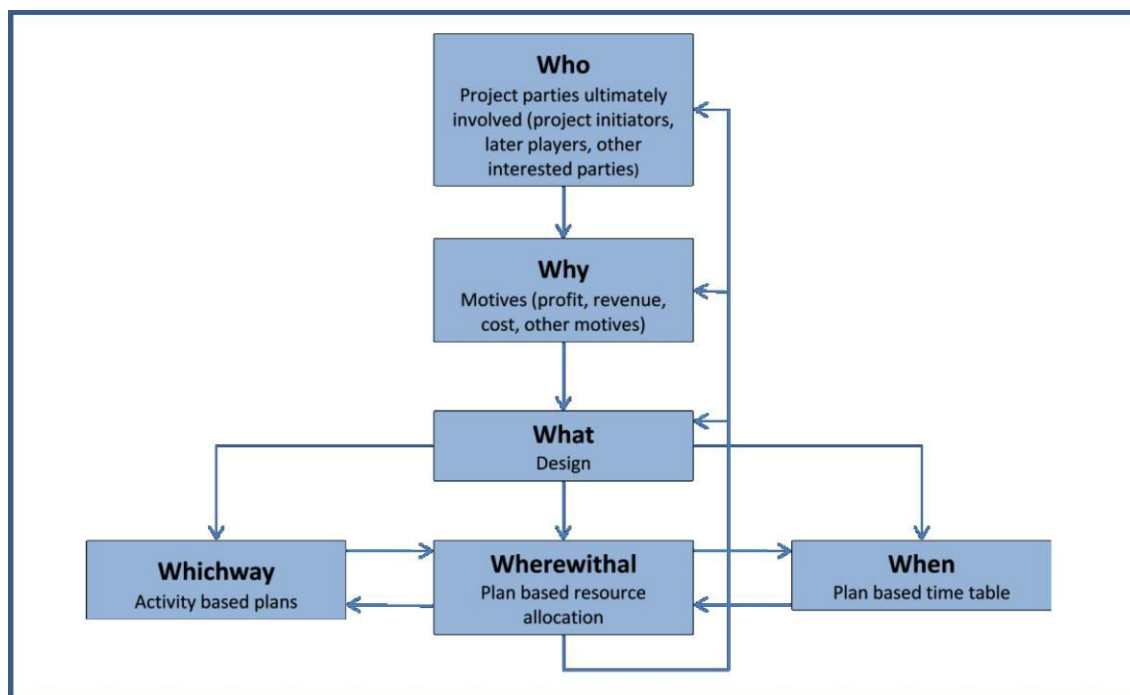 Who
Project parties ultimately
involved (project initiators,
later players, other
interested parties)
Why
Motives (profit, revenue,
cost, other motives)
What
Design
Whichway
Activity based plans
Wherewithal
Plan based resource
allocation
When
Plan based time table